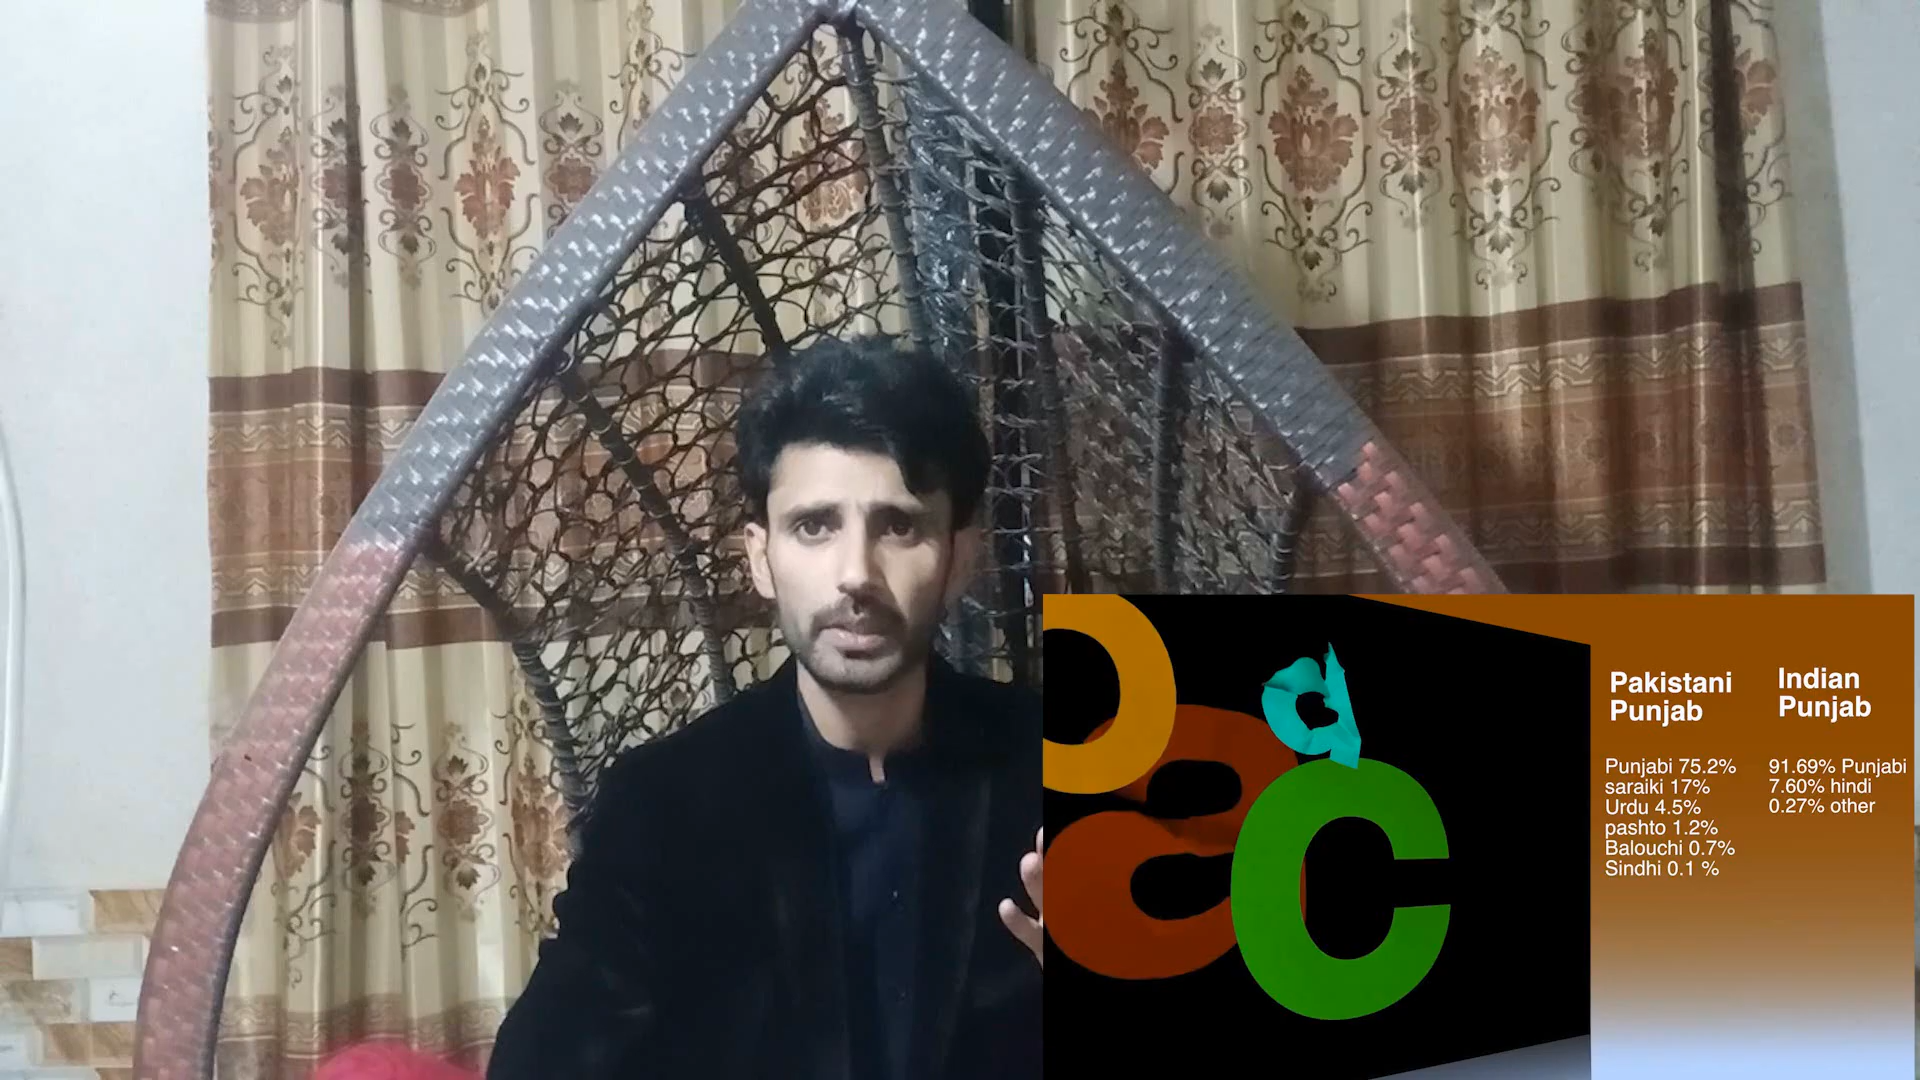 o
a
a
s
c
Pakistani
Punjab
Indian
Punjab
Punjabi 75.2%
saraiki 17%
Urdu 4.5%
pashto 1.2%
Balouchi 0.7%
Sindhi 0.1 %
91.69% Punjabi
7.60% hindi
0.27% other